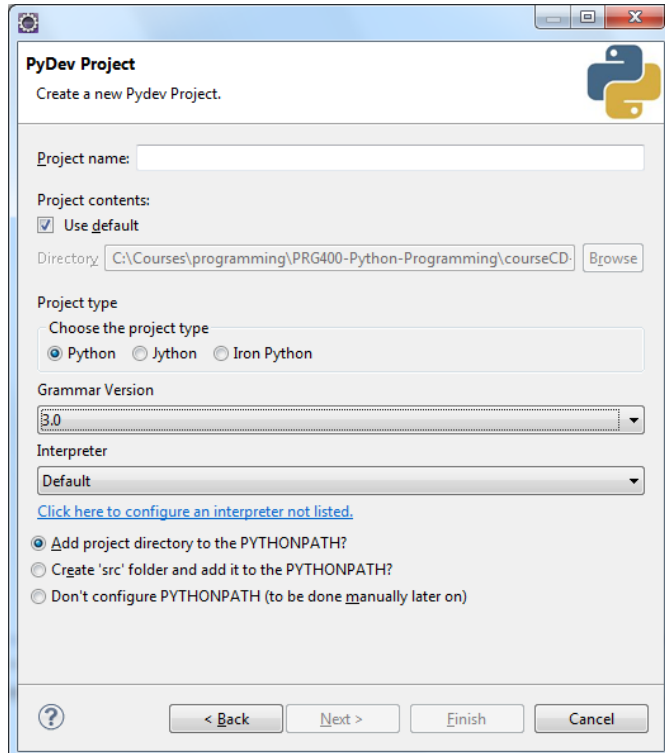 PyDev Project
Create a new Pydev Project.
Project name:
Project contents:
Use default
Directory C:\Courses\programming\PRG400-Python-Programming\courseCD- Browse
Project type
Choose the project type
Python Jython Iron Python
Grammar Version
3.0
Interpreter
Default
Click here to configure an interpreter not listed.
Add project directory to the PYTHONPATH?
Create 'src' folder and add it to the PYTHONPATH?
Don't configure PYTHONPATH (to be done manually later on)
? < Back Next > Finish Cancel